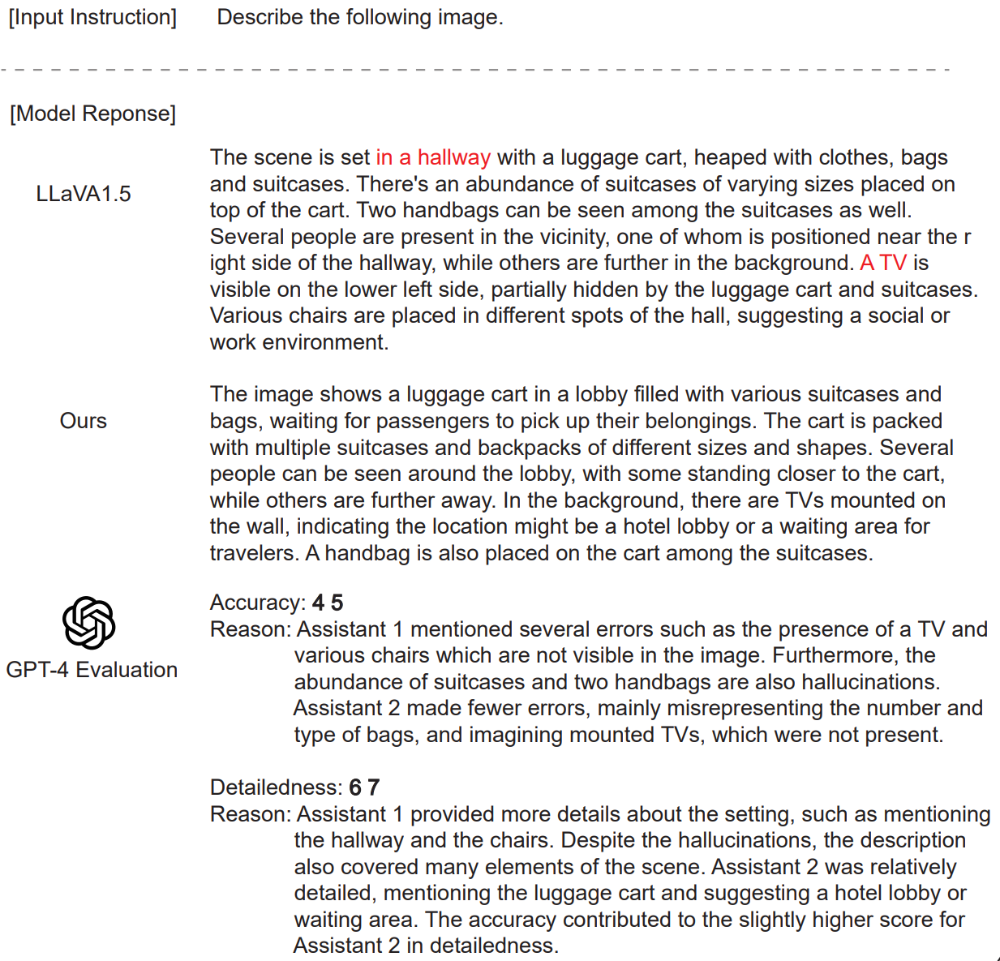 [Input Instruction] Describe the following image.
[Model Reponse]
LLaVA1.5
The scene is set in a hallway with a luggage cart, heaped with clothes, bags
and suitcases. There's an abundance of suitcases of varying sizes placed on
top of the cart. Two handbags can be seen among the suitcases as well.
Several people are present in the vicinity, one of whom is positioned near the r
ight side of the hallway, while others are further in the background. A TV is
visible on the lower left side, partially hidden by the luggage cart and suitcases.
Various chairs are placed in different spots of the hall, suggesting a social or
work environment.
Ours
The image shows a luggage cart in a lobby filled with various suitcases and
bags, waiting for passengers to pick up their belongings. The cart is packed
with multiple suitcases and backpacks of different sizes and shapes. Several
people can be seen around the lobby, with some standing closer to the cart,
while others are further away. In the background, there are TVs mounted on
the wall, indicating the location might be a hotel lobby or a waiting area for
travelers. A handbag is also placed on the cart among the suitcases.
GPT-4 Evaluation
Accuracy: 4 5
Reason: Assistant 1 mentioned several errors such as the presence of a TV and
various chairs which are not visible in the image. Furthermore, the
abundance of suitcases and two handbags are also hallucinations.
Assistant 2 made fewer errors, mainly misrepresenting the number and
type of bags, and imagining mounted TVs, which were not present.
Detailedness: 6 7
Reason: Assistant 1 provided more details about the setting, such as mentioning
the hallway and the chairs. Despite the hallucinations, the description
also covered many elements of the scene. Assistant 2 was relatively
detailed, mentioning the luggage cart and suggesting a hotel lobby or
waiting area. The accuracy contributed to the slightly higher score for
Assistant 2 in detailedness.